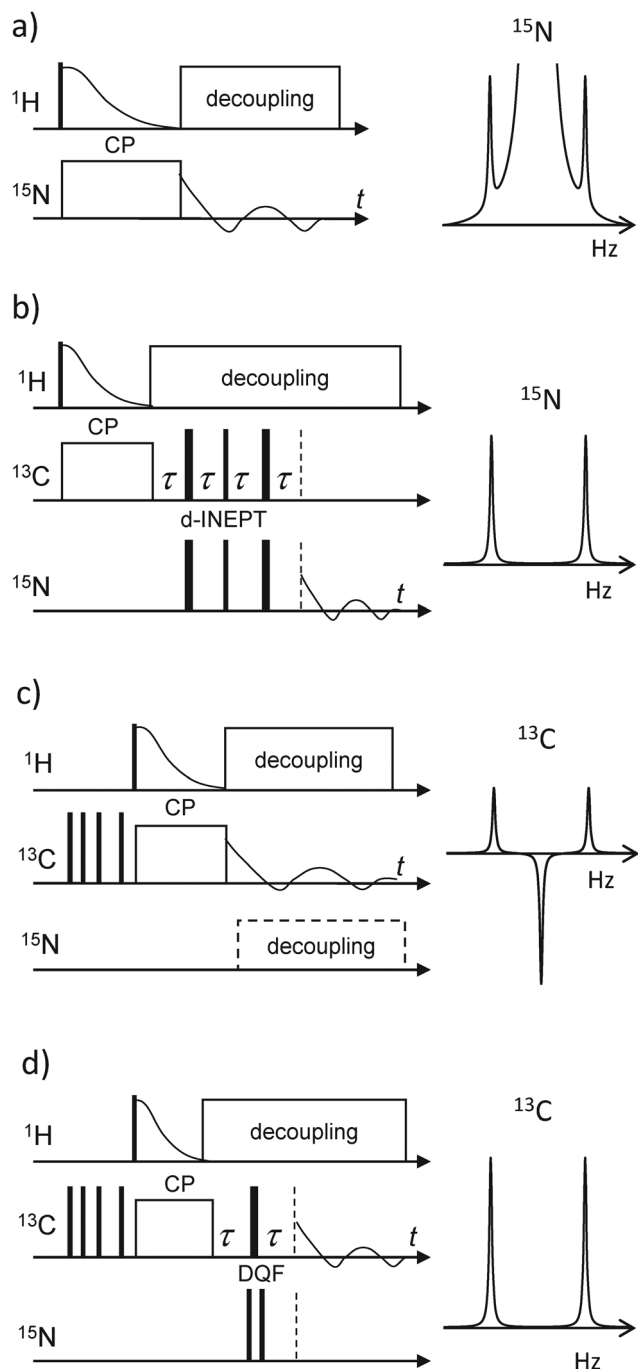 a)
¹⁵N
¹H
decoupling
CP
¹⁵N
t
Hz
b)
¹H
decoupling
¹⁵N
CP
¹³C
τ τ τ τ
d-INEPT
¹⁵N
t
Hz
c)
¹³C
¹H
decoupling
CP
¹³C
t
Hz
¹⁵N
decoupling
d)
¹³C
¹H
decoupling
CP
¹³C
τ τ
t
DQF
¹⁵N
Hz